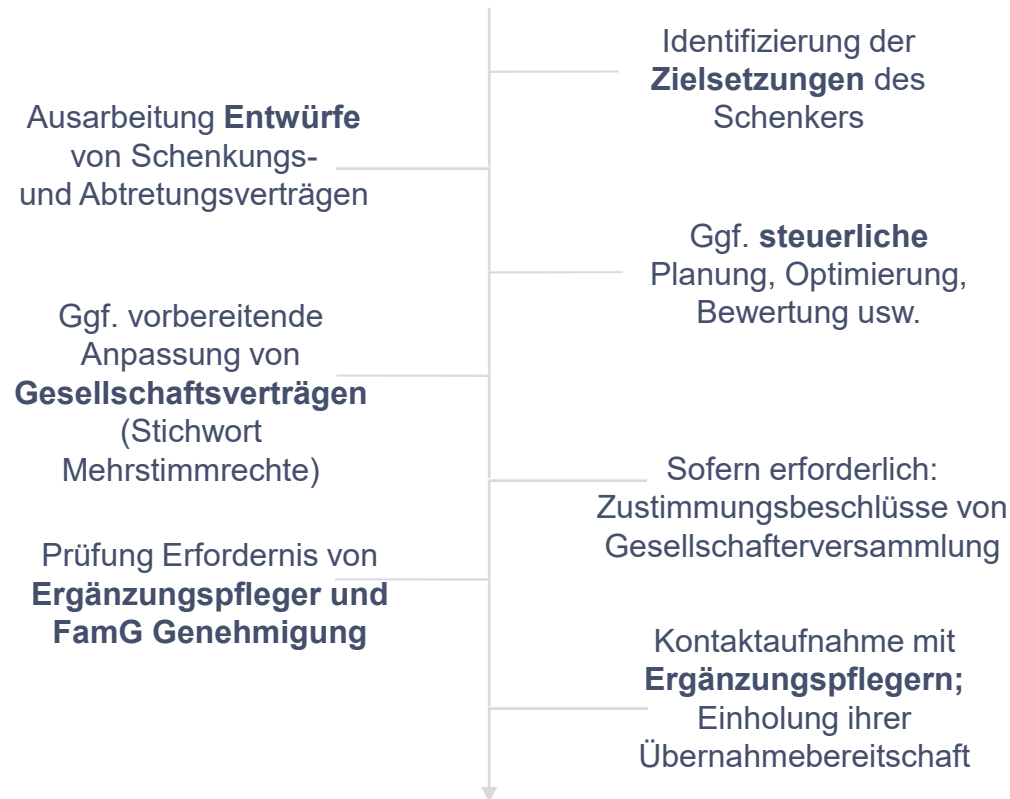 Identifizierung der
Zielsetzungen des
Schenkers
Ausarbeitung Entwürfe
von Schenkungs-
und Abtretungsverträgen
Ggf. steuerliche
Planung, Optimierung,
Bewertung usw.
Ggf. vorbereitende
Anpassung von
Gesellschaftsverträgen
(Stichwort
Mehrstimmrechte)
Sofern erforderlich:
Zustimmungsbeschlüsse von
Gesellschafterversammlung
Prüfung Erfordernis von
Ergänzungspfleger und
FamG Genehmigung
Kontaktaufnahme mit
Ergänzungspflegern;
Einholung ihrer
Übernahmebereitschaft